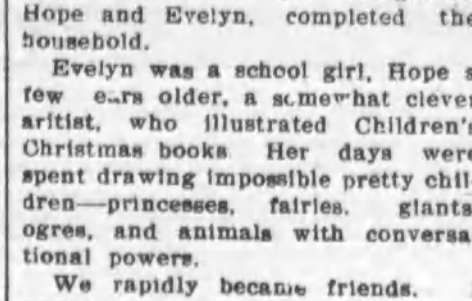 Hope and Evelyn, completed the
household.
Evelyn was a school girl, Hope a
few older, a somewhat clever
aritist, who illustrated Children's
Christmas books Her days were
spent drawing impossible pretty chil-
dren—princesses, fairies. giants
ogres, and animals with conversa
tional powers.
We rapidly became friends.